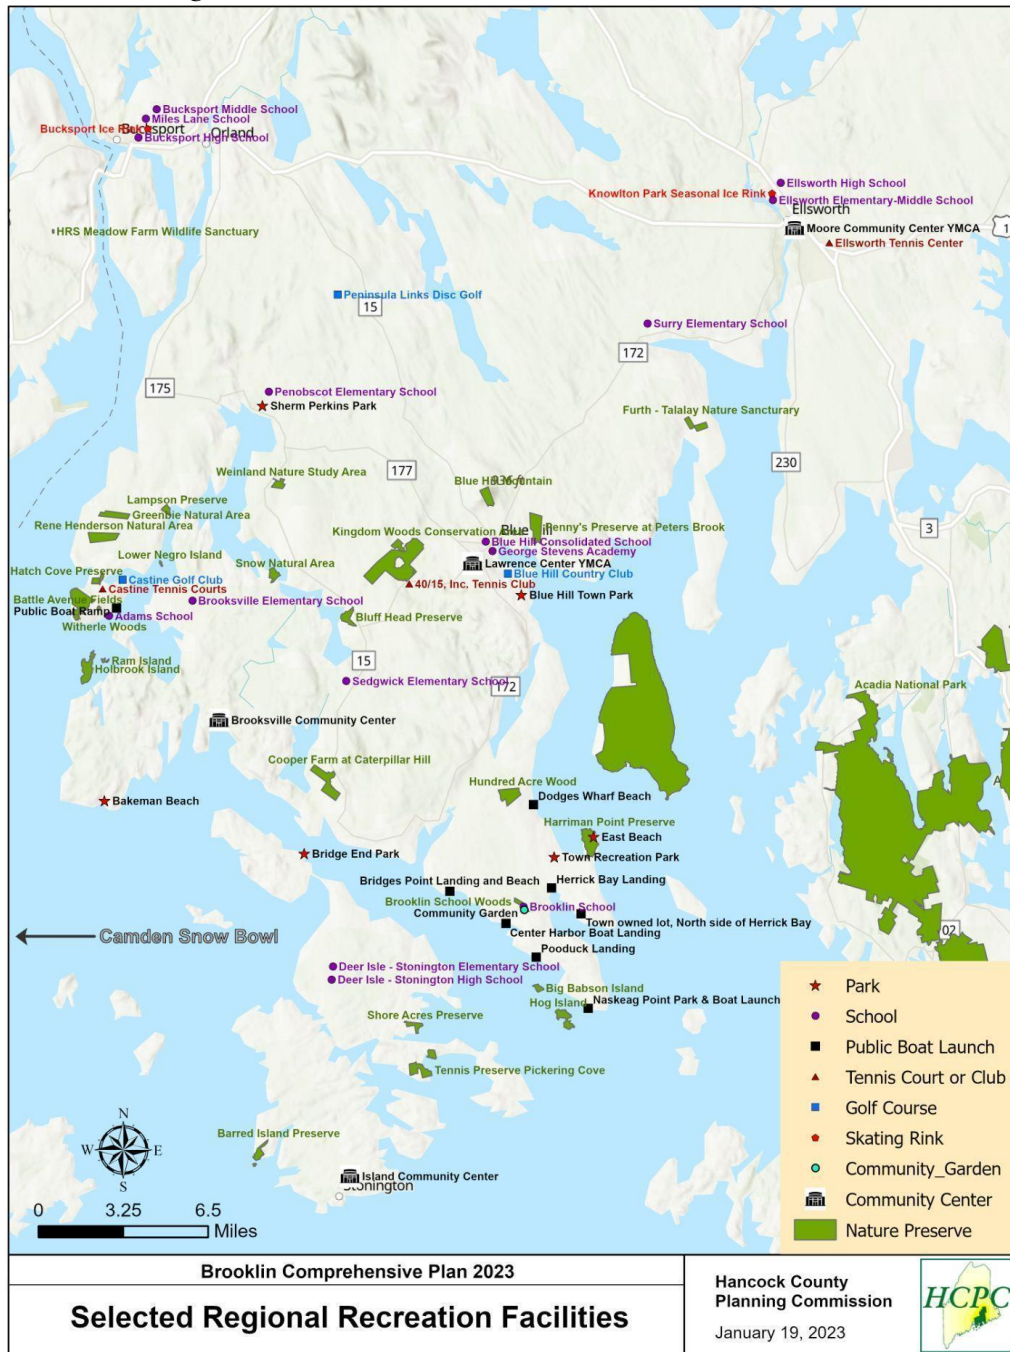 Bucksport Middle School
Miles Lane School
Bucksport Ice Rink
Bucksport
Orland
Bucksport High School
Ellsworth High School
Knowlton Park Seasonal Ice Rink
Ellsworth Elementary-Middle School
Ellsworth
Moore Community Center YMCA
1
HRS Meadow Farm Wildlife Sanctuary
Ellsworth Tennis Center
Peninsula Links Disc Golf
15
Surry Elementary School
172
175
Penobscot Elementary School
Sherm Perkins Park
Furth - Talalay Nature Sancturary
230
Weinland Nature Study Area
177
Blue Hill Mountain
936 ft
Lampson Preserve
Greenbie Natural Area
Rene Henderson Natural Area
3
Kingdom Woods Conservation Area
Blue Hill
Penny's Preserve at Peters Brook
Blue Hill Consolidated School
George Stevens Academy
Lower Negro Island
Snow Natural Area
Lawrence Center YMCA
Hatch Cove Preserve
Castine Golf Club
Blue Hill Country Club
Castine Tennis Courts
40/15, Inc. Tennis Club
Battle Avenue Fields
Brooksville Elementary School
Blue Hill Town Park
Public Boat Ramp
Adams School
Bluff Head Preserve
Witherle Woods
Ram Island
Holbrook Island
15
Sedgwick Elementary School
172
Acadia National Park
Brooksville Community Center
Cooper Farm at Caterpillar Hill
Hundred Acre Wood
A
Bakeman Beach
Dodges Wharf Beach
Harriman Point Preserve
East Beach
Bridge End Park
Town Recreation Park
Bridges Point Landing and Beach
Herrick Bay Landing
Brooklin School Woods
Brooklin School
Community Garden
Town owned lot, North side of Herrick Bay
Center Harbor Boat Landing
02
Camden Snow Bowl
Pooduck Landing
Deer Isle - Stonington Elementary School
Deer Isle - Stonington High School
Big Babson Island
Hog Island
Naskeag Point Park & Boat Launch
Shore Acres Preserve
Tennis Preserve Pickering Cove
Barred Island Preserve
Island Community Center
Stonington
Park
School
Public Boat Launch
Tennis Court or Club
Golf Course
Skating Rink
Community_Garden
Community Center
Nature Preserve
N
W E
S
0 3.25 6.5
Miles
Brooklin Comprehensive Plan 2023
Selected Regional Recreation Facilities
Hancock County
Planning Commission
January 19, 2023
HCPC